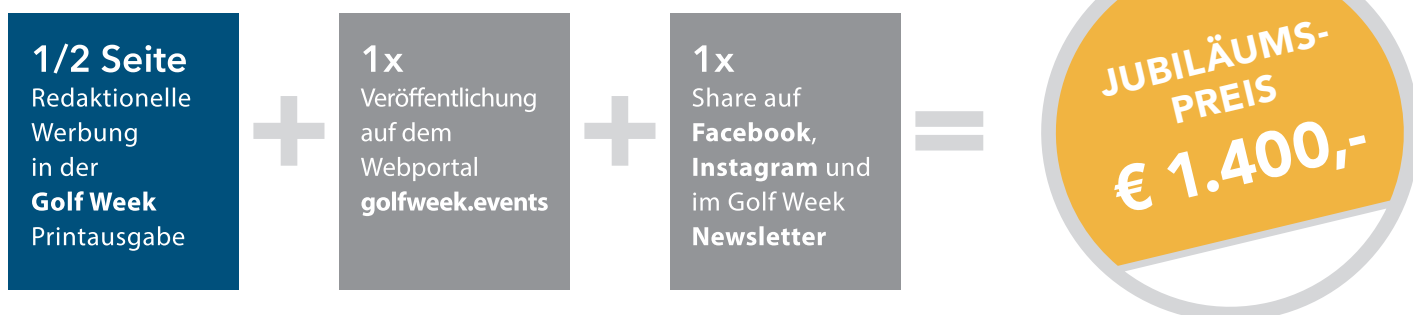 1/2 Seite
Redaktionelle
Werbung
in der
Golf Week
Printausgabe
+
1x
Veröffentlichung
auf dem
Webportal
golfweek.events
+
1x
Share auf
Facebook,
Instagram und
im Golf Week
Newsletter
=
JUBILÄUMS-
PREIS
€ 1.400,-